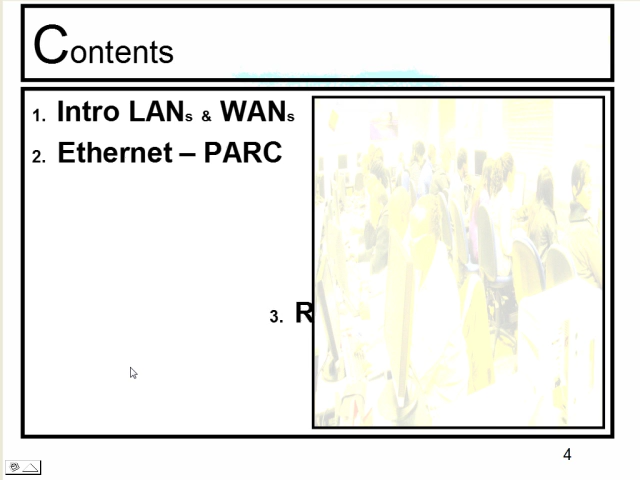 Contents
1. Intro LANs & WANs
2. Ethernet – PARC
3. R
4